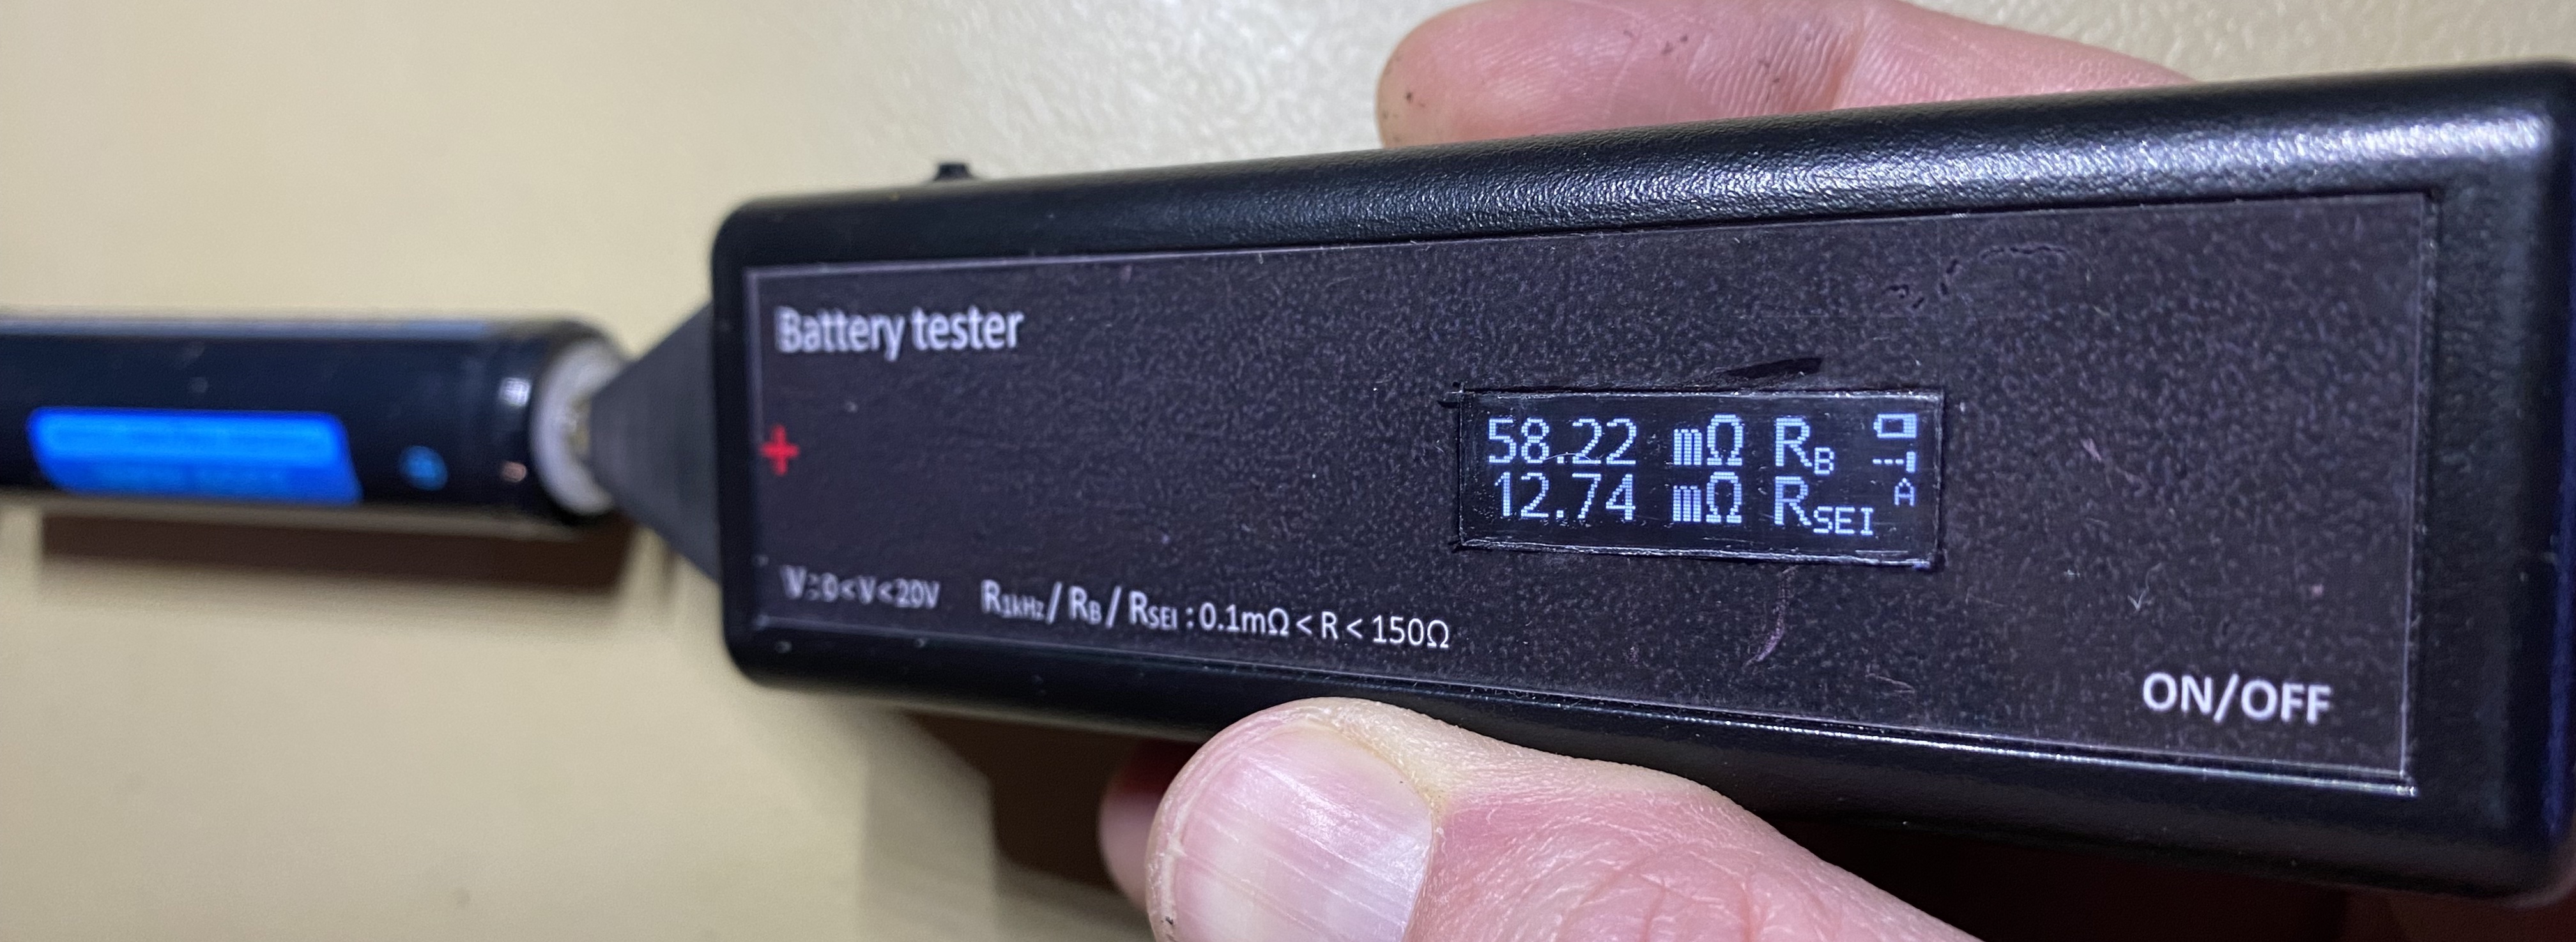 Battery tester
+
58.22 mΩ RB
12.74 mΩ RSEI
A
V:0<V<20V R1kHz/ RB/ RSEI : 0.1mΩ < R < 150Ω
ON/OFF